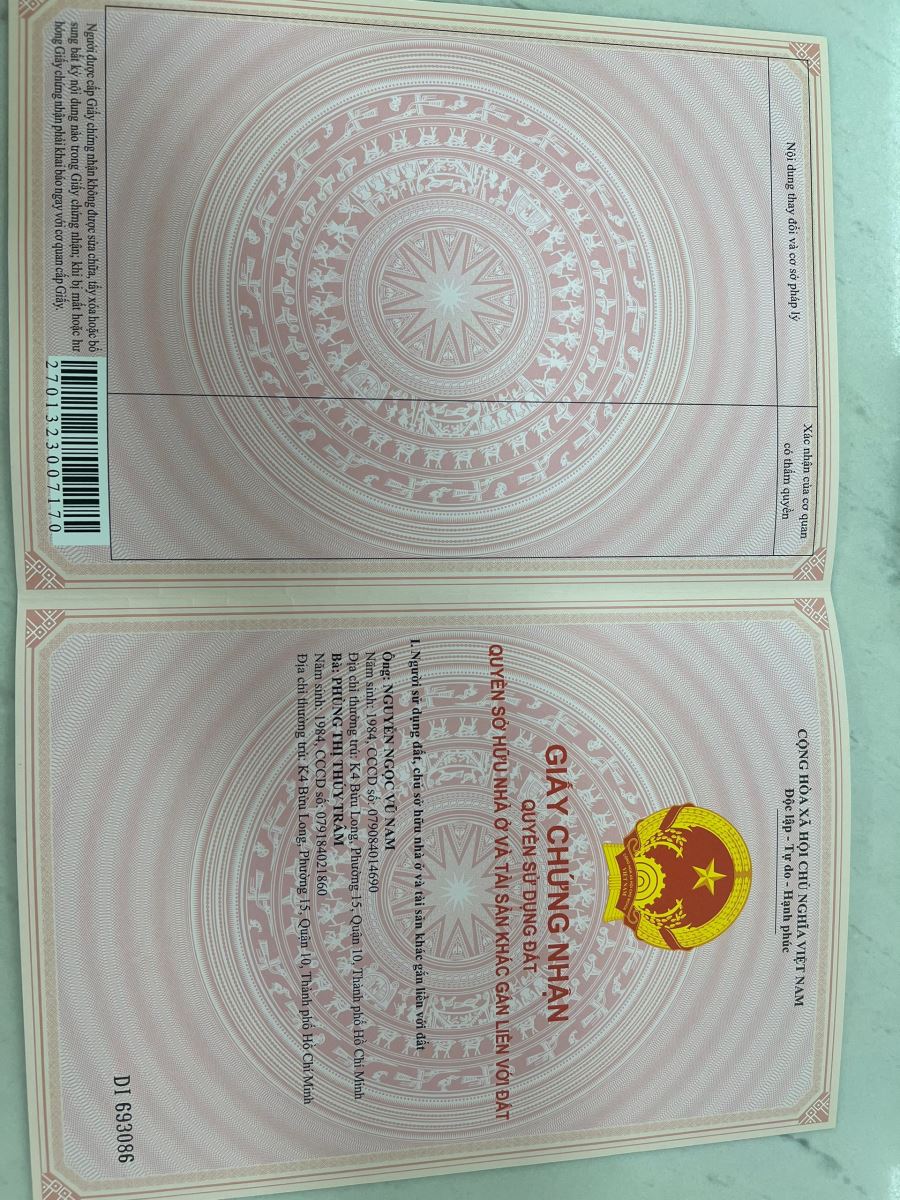 Nội dung thay đổi và cơ sở pháp lý
Xác nhận của cơ quan
có thẩm quyền
Người được cấp Giấy chứng nhận không được sửa chữa, tẩy xóa hoặc bổ
sung bất kỳ nội dung nào trong Giấy chứng nhận; khi bị mất hoặc hư
hỏng Giấy chứng nhận phải khai báo ngay với cơ quan cấp Giấy.
2701323007170
CỘNG HÒA XÃ HỘI CHỦ NGHĨA VIỆT NAM
Độc lập - Tự do - Hạnh phúc
GIẤY CHỨNG NHẬN
QUYỀN SỬ DỤNG ĐẤT
QUYỀN SỞ HỮU NHÀ Ở VÀ TÀI SẢN KHÁC GẮN LIỀN VỚI ĐẤT
I. Người sử dụng đất, chủ sở hữu nhà ở và tài sản khác gắn liền với đất
Ông: NGUYỄN NGỌC VŨ NAM
Năm sinh: 1984, CCCD số: 079084014690
Địa chỉ thường trú: K4 Bửu Long, Phường 15, Quận 10, Thành phố Hồ Chí Minh
Bà: PHÙNG THỊ THÙY TRÂM
Năm sinh: 1984, CCCD số: 079184021860
Địa chỉ thường trú: K4 Bửu Long, Phường 15, Quận 10, Thành phố Hồ Chí Minh
DI 693086